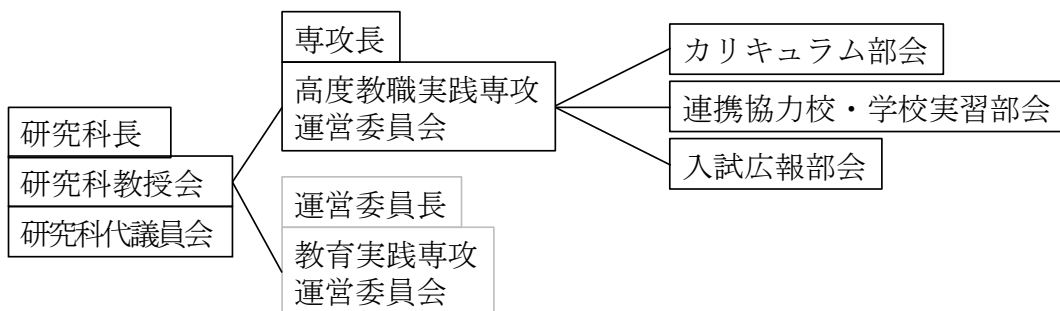 研究科長
研究科教授会
研究科代議員会
専攻長
高度教職実践専攻
運営委員会
運営委員長
教育実践専攻
運営委員会
カリキュラム部会
連携協力校・学校実習部会
入試広報部会